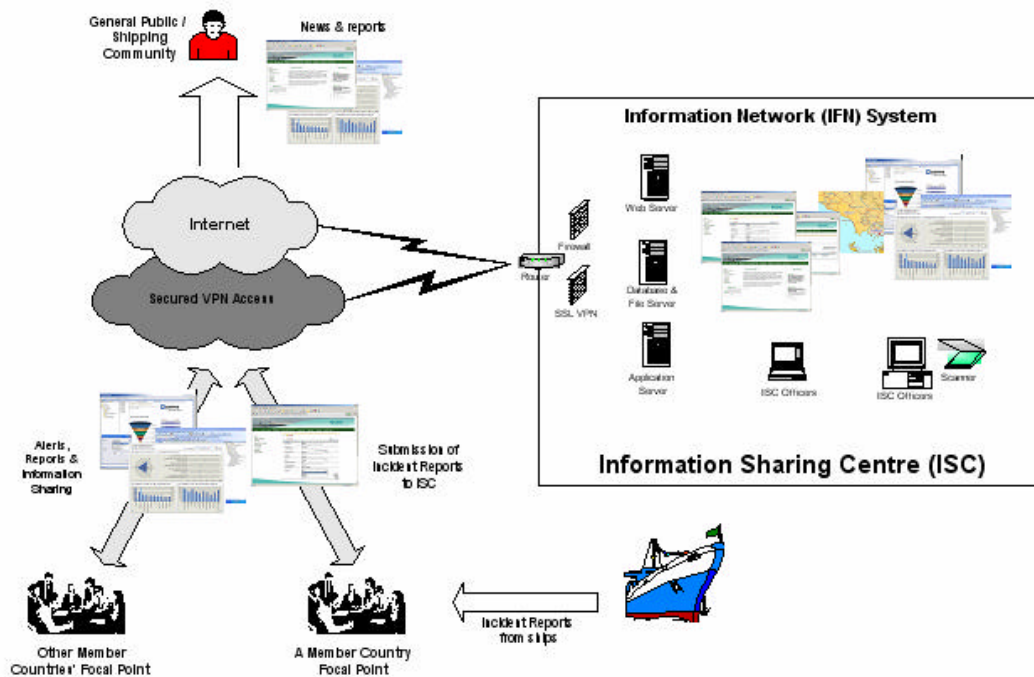 General Public /
Shipping
Community
News & reports
Information Network (IFN) System
Web Server
Internet
Firewall
Router
Secured VPN Access
Database &
File Server
SSL VPN
Application
Server
ISC Officers
ISC Officers
Scanner
Alerts,
Reports &
Information
Sharing
Submission of
Incident Reports
to ISC
Information Sharing Centre (ISC)
Incident Reports
from ships
Other Member
Countries' Focal Point
A Member Country
Focal Point